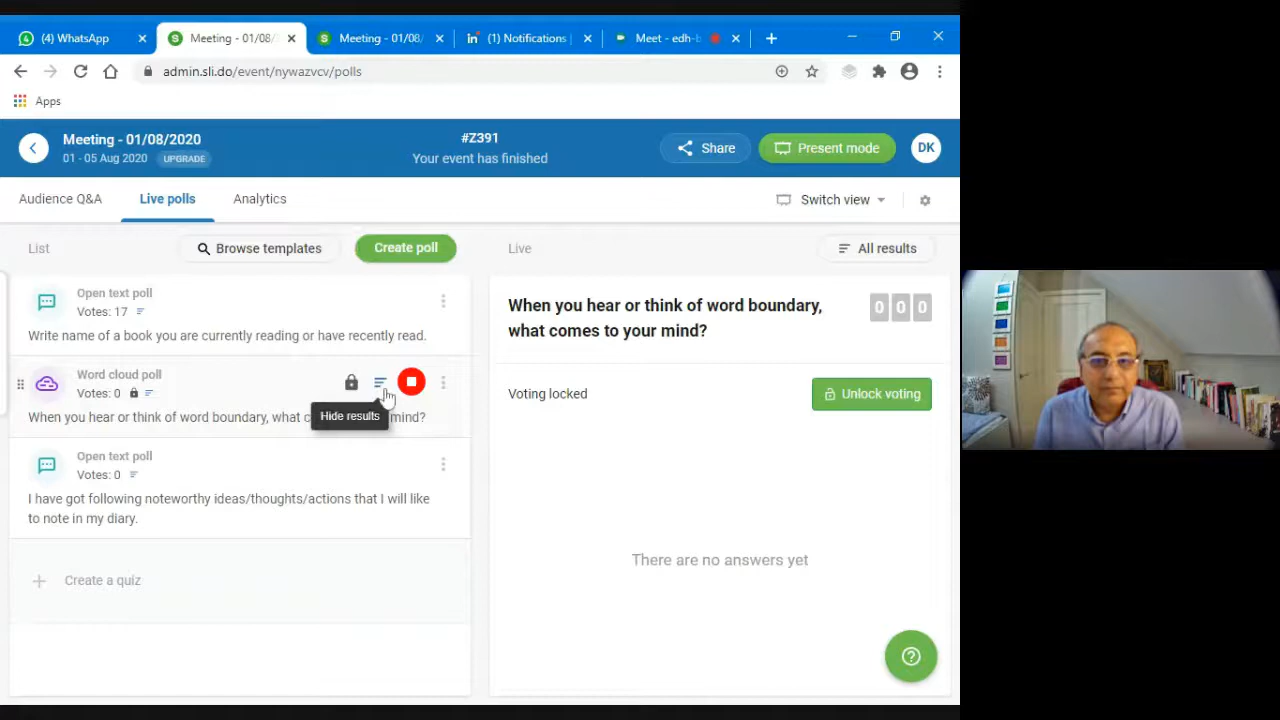 (4) WhatsApp
Meeting - 01/08/
Meeting - 01/08/
(1) Notifications |
Meet - edh-b
admin.sli.do/event/nywazvcv/polls
Apps
Meeting - 01/08/2020
01 - 05 Aug 2020 UPGRADE
#Z391
Your event has finished
Share
Present mode
DK
Audience Q&A
Live polls
Analytics
Switch view
List
Browse templates
Create poll
Live
All results
Open text poll
Votes: 17
Write name of a book you are currently reading or have recently read.
Word cloud poll
Votes: 0
Hide results
When you hear or think of word boundary, what c mind?
Open text poll
Votes: 0
I have got following noteworthy ideas/thoughts/actions that I will like
to note in my diary.
Create a quiz
When you hear or think of word boundary,
what comes to your mind?
0 0 0
Voting locked
Unlock voting
There are no answers yet